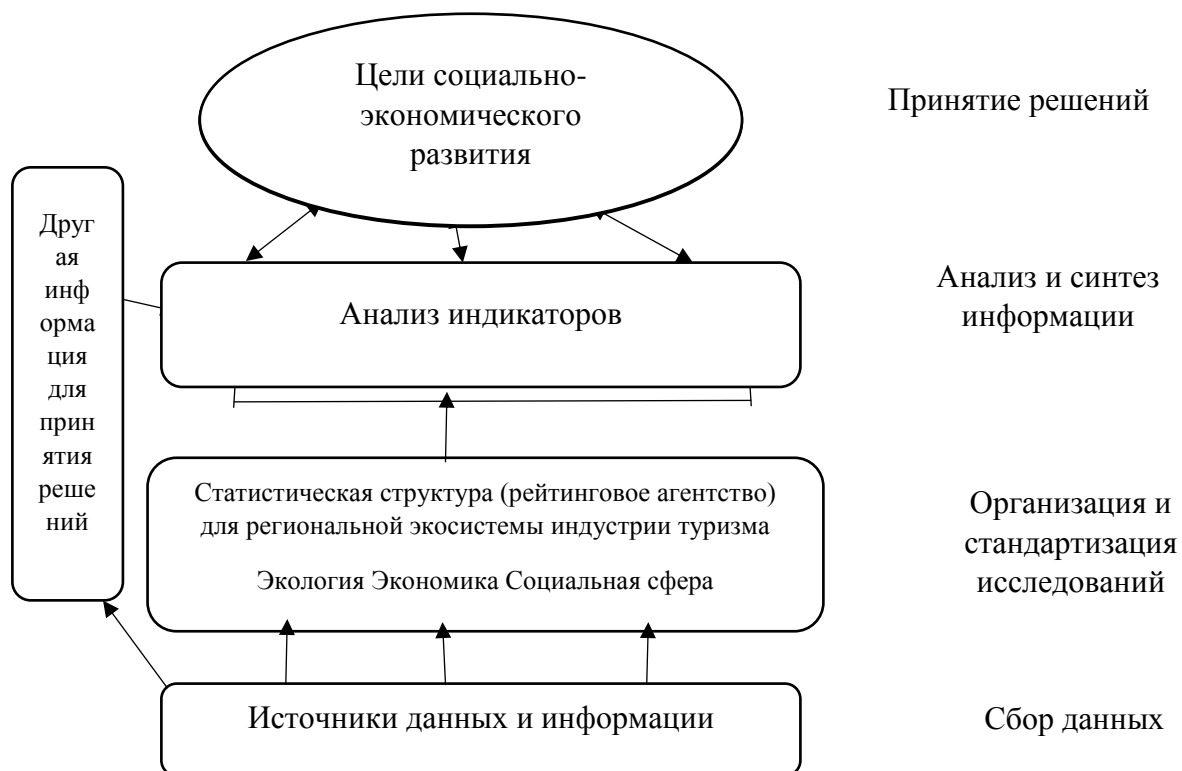 Цели социально-
экономического
развития
Принятие решений
Друг
ая
инф
орма
ция
для
прин
ятия
реше
ний
Анализ индикаторов
Анализ и синтез
информации
Статистическая структура (рейтинговое агентство)
для региональной экосистемы индустрии туризма
Экология Экономика Социальная сфера
Организация и
стандартизация
исследований
Источники данных и информации
Сбор данных